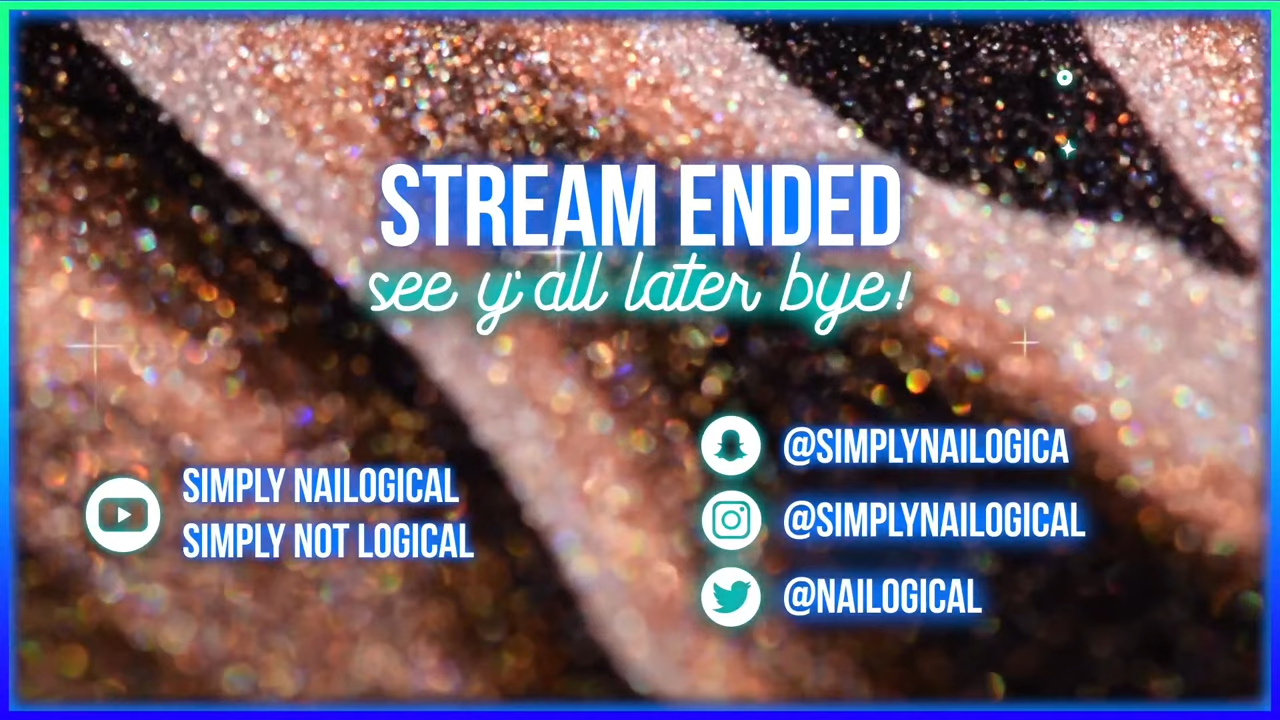 STREAM ENDED
see y'all later bye!
SIMPLY NAILOGICAL
SIMPLY NOT LOGICAL
@SIMPLYNAILOGICA
@SIMPLYNAILOGICAL
@NAILOGICAL